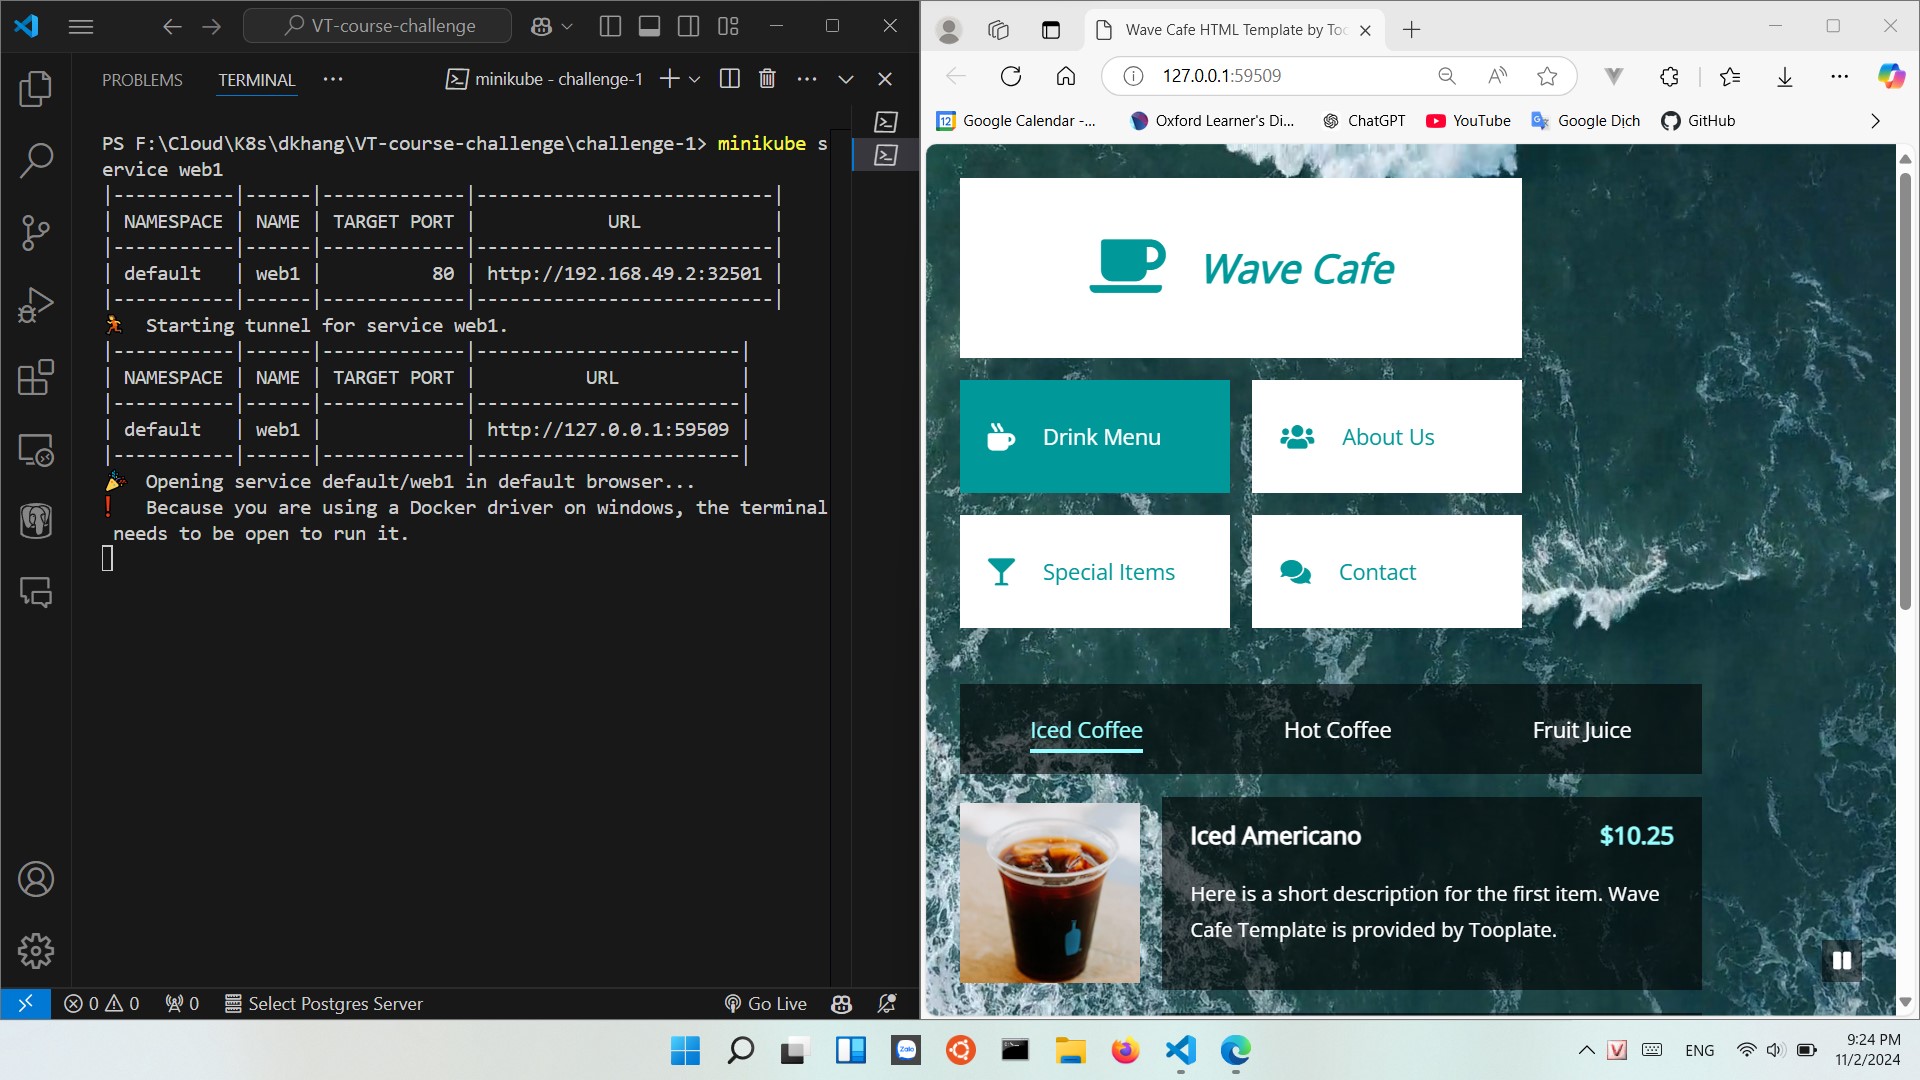 VT-course-challenge
PROBLEMS TERMINAL ... minikube - challenge-1
PS F:\Cloud\K8s\dkhang\VT-course-challenge\challenge-1> minikube s
ervice web1
|-----------|------|-------------|---------------------------|
| NAMESPACE | NAME | TARGET PORT |            URL            |
|-----------|------|-------------|---------------------------|
| default   | web1 |          80 | http://192.168.49.2:32501 |
|-----------|------|-------------|---------------------------|
🏃  Starting tunnel for service web1.
|-----------|------|-------------|------------------------|
| NAMESPACE | NAME | TARGET PORT |          URL           |
|-----------|------|-------------|------------------------|
| default   | web1 |             | http://127.0.0.1:59509 |
|-----------|------|-------------|------------------------|
🎉  Opening service default/web1 in default browser...
❗  Because you are using a Docker driver on windows, the terminal
needs to be open to run it.
0 0 0 Select Postgres Server Go Live
Wave Cafe HTML Template by Too
127.0.0.1:59509
12 Google Calendar -... Oxford Learner's Di... ChatGPT YouTube Google Dịch GitHub
Wave Cafe
Drink Menu
About Us
Special Items
Contact
Iced Coffee Hot Coffee Fruit Juice
Iced Americano $10.25
Here is a short description for the first item. Wave
Cafe Template is provided by Tooplate.
Zalo
V ENG 9:24 PM
11/2/2024